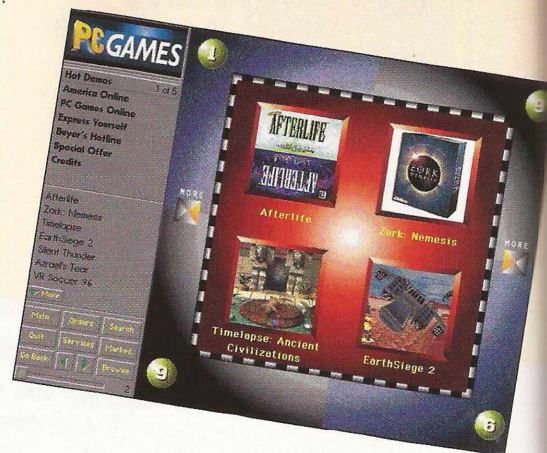 PC GAMES
1 of 5
Hot Demos
America Online
PC Games Online
Express Yourself
Buyer's Hotline
Special Offer
Credits
Afterlife
Zork: Nemesis
Timelapse
EarthSiege 2
Silent Thunder
Azrael's Tear
VR Soccer 96
More
Main
Orders
Search
Quit
Services
Marked
Go Back
Browse
2
1
9
MORE
AFTERLIFE
AFTERLIFE
Afterlife
ZORK
NEMESIS
Zork: Nemesis
MORE
Timelapse: Ancient
Civilizations
EarthSiege 2
9
6